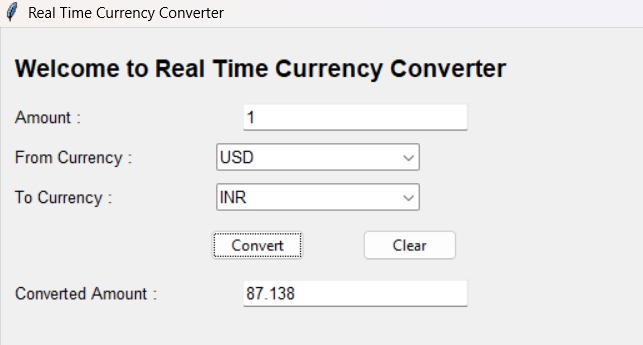 Real Time Currency Converter
Welcome to Real Time Currency Converter
Amount : 1
From Currency : USD
To Currency : INR
Convert Clear
Converted Amount : 87.138